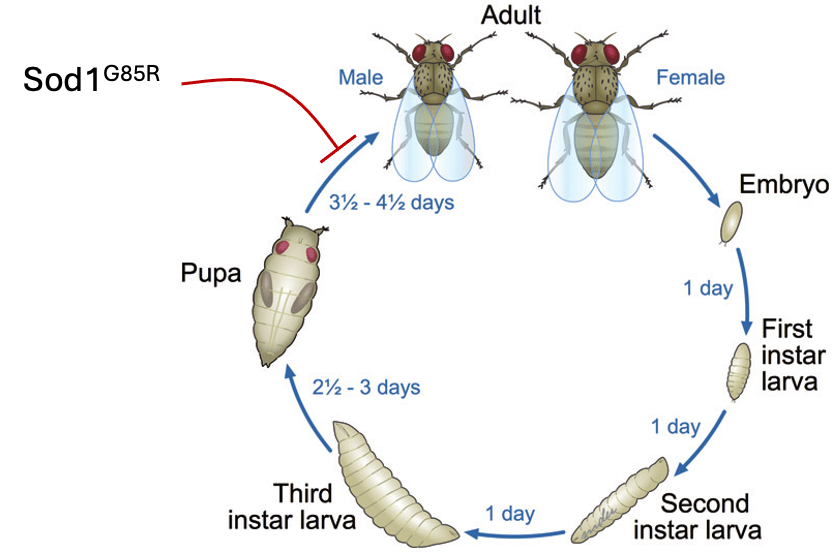 Adult
Sod1G85R
Male
Female
3½ - 4½ days
Embryo
Pupa
1 day
First
instar
larva
2½ - 3 days
1 day
Third
instar larva
1 day
Second
instar larva